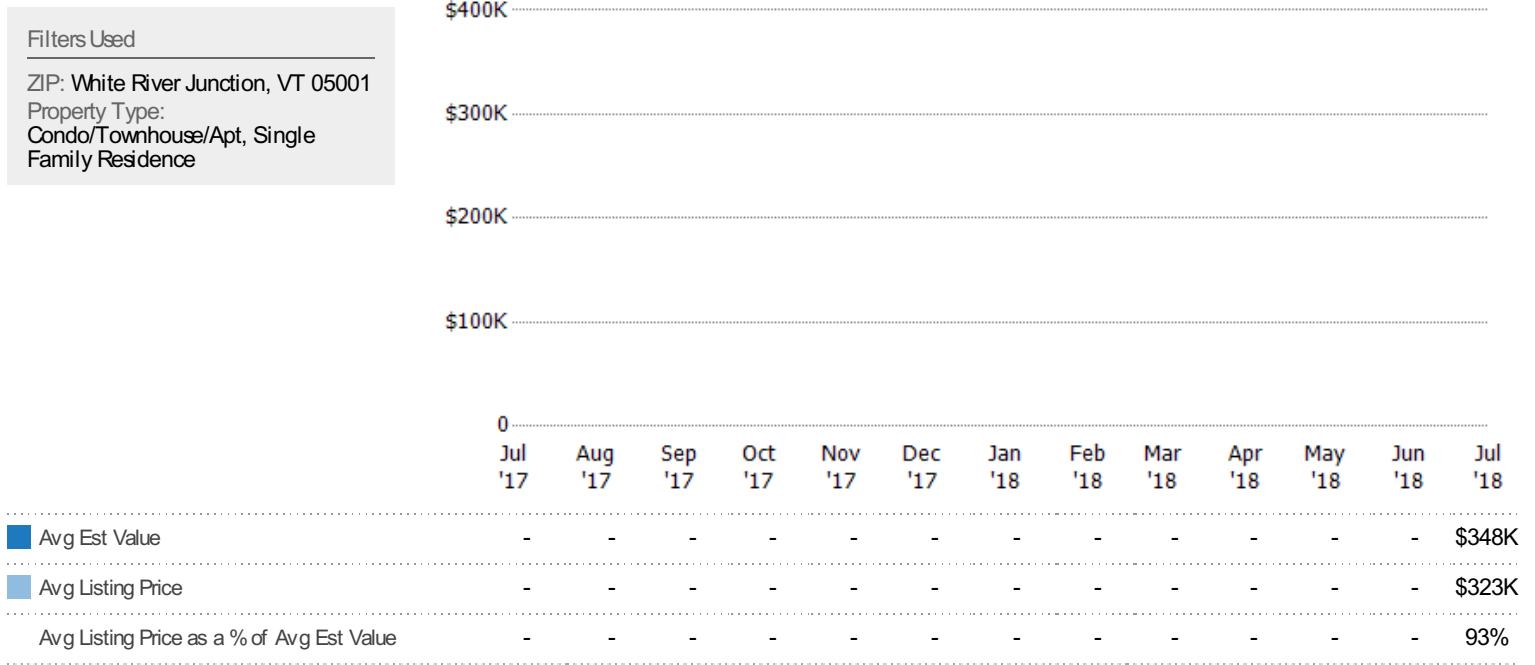 Filters Used
ZIP: White River Junction, VT 05001
Property Type:
Condo/Townhouse/Apt, Single
Family Residence
$400K
$300K
$200K
$100K
0
Jul Aug Sep Oct Nov Dec Jan Feb Mar Apr May Jun Jul
'17 '17 '17 '17 '17 '17 '18 '18 '18 '18 '18 '18 '18
Avg Est Value - - - - - - - - - - - - $348K
Avg Listing Price - - - - - - - - - - - - $323K
Avg Listing Price as a % of Avg Est Value - - - - - - - - - - - - 93%